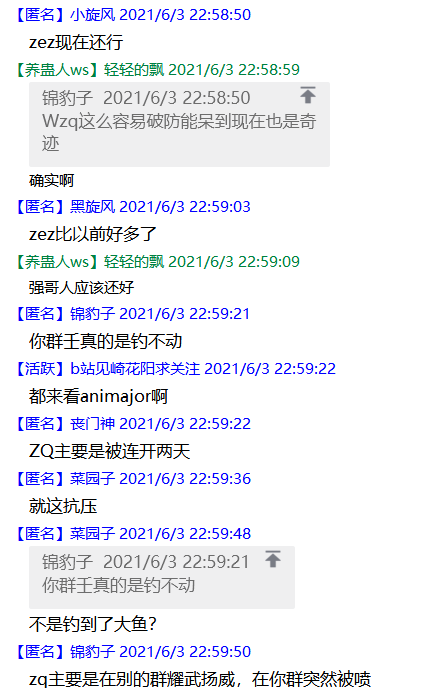 【匿名】小旋风 2021/6/3 22:58:50
zez现在还行
【养蛊人ws】轻轻的飘 2021/6/3 22:58:59
锦豹子 2021/6/3 22:58:50
Wzq这么容易破防能呆到现在也是奇
迹
确实啊
【匿名】黑旋风 2021/6/3 22:59:03
zez比以前好多了
【养蛊人ws】轻轻的飘 2021/6/3 22:59:09
强哥人应该还好
【匿名】锦豹子 2021/6/3 22:59:21
你群王真的是钓不动
【活跃】b站见崎花阳求关注 2021/6/3 22:59:22
都来看animajor啊
【匿名】丧门神 2021/6/3 22:59:22
ZQ主要是被连开两天
【匿名】菜园子 2021/6/3 22:59:36
就这抗压
【匿名】菜园子 2021/6/3 22:59:48
锦豹子 2021/6/3 22:59:21
你群王真的是钓不动
不是钓到了大鱼?
【匿名】锦豹子 2021/6/3 22:59:50
zq主要是在别的群耀武扬威，在你群突然被喷